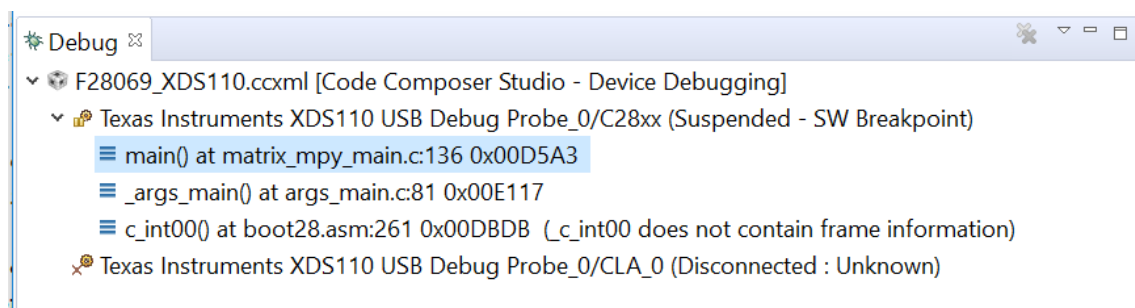 Debug
F28069_XDS110.ccxml [Code Composer Studio - Device Debugging]
Texas Instruments XDS110 USB Debug Probe_0/C28xx (Suspended - SW Breakpoint)
main() at matrix_mpy_main.c:136 0x00D5A3
_args_main() at args_main.c:81 0x00E117
c_int00() at boot28.asm:261 0x00DBDB (_c_int00 does not contain frame information)
Texas Instruments XDS110 USB Debug Probe_0/CLA_0 (Disconnected : Unknown)